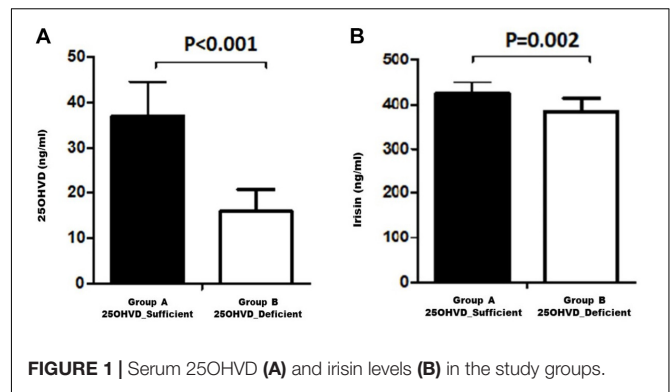 A
P<0.001
25OHVD (ng/ml)
50
40
30
20
10
0
Group A
25OHVD_Sufficient
Group B
25OHVD_Deficient
B
P=0.002
Irisin (ng/ml)
500
400
300
200
100
0
Group A
25OHVD_Sufficient
Group B
25OHVD_Deficient
FIGURE 1 | Serum 25OHVD (A) and irisin levels (B) in the study groups.